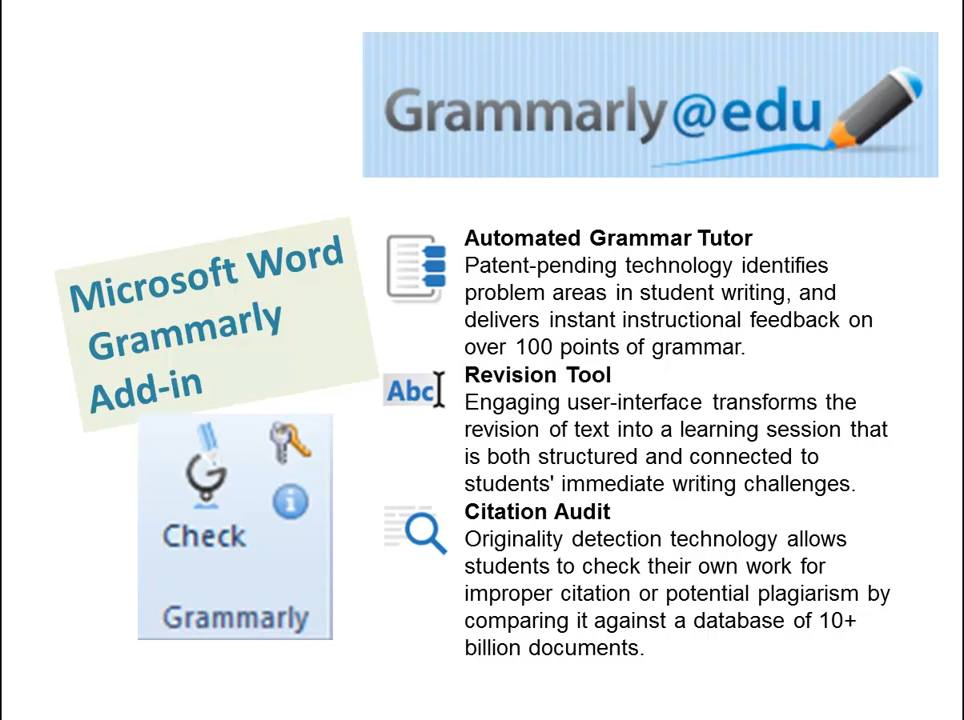 Grammarly@edu
Microsoft Word
Grammarly
Add-in
Check
Grammarly
Automated Grammar Tutor
Patent-pending technology identifies
problem areas in student writing, and
delivers instant instructional feedback on
over 100 points of grammar.
Abc
Revision Tool
Engaging user-interface transforms the
revision of text into a learning session that
is both structured and connected to
students' immediate writing challenges.
Citation Audit
Originality detection technology allows
students to check their own work for
improper citation or potential plagiarism by
comparing it against a database of 10+
billion documents.